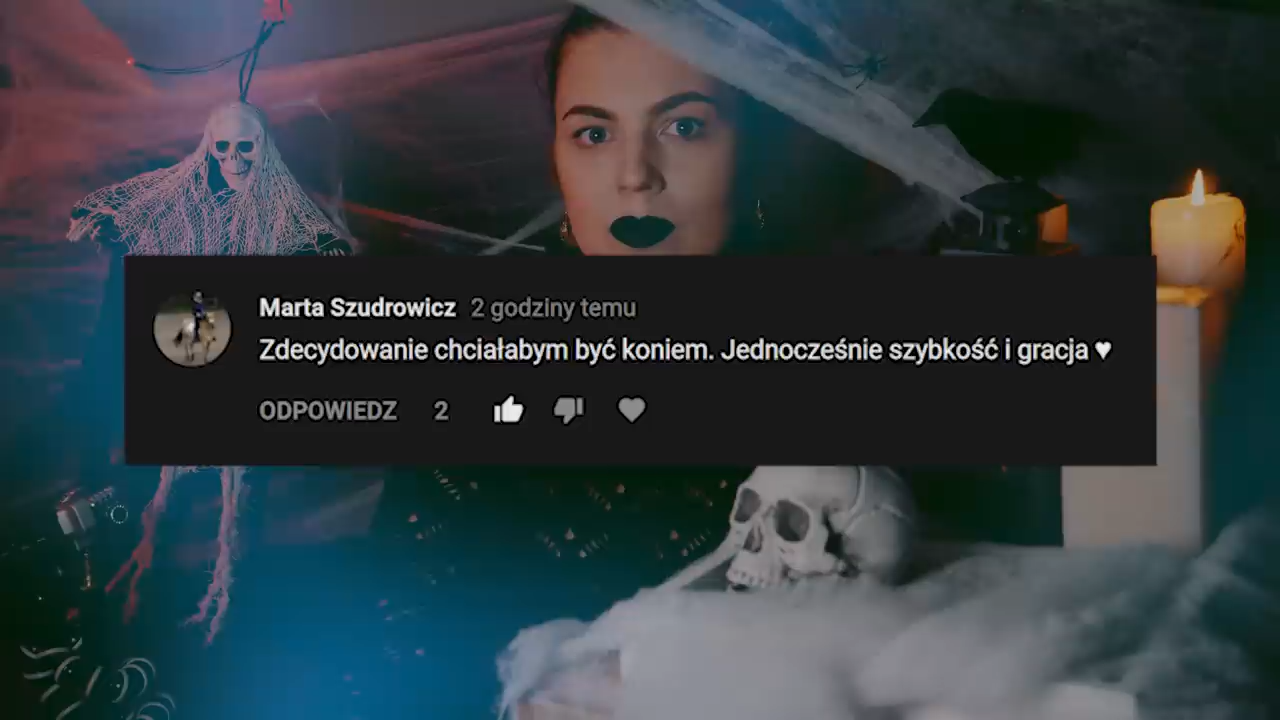 Marta Szudrowicz 2 godziny temu
Zdecydowanie chciałabym być koniem. Jednocześnie szybkość i gracja ♥
ODPOWIEDZ 2